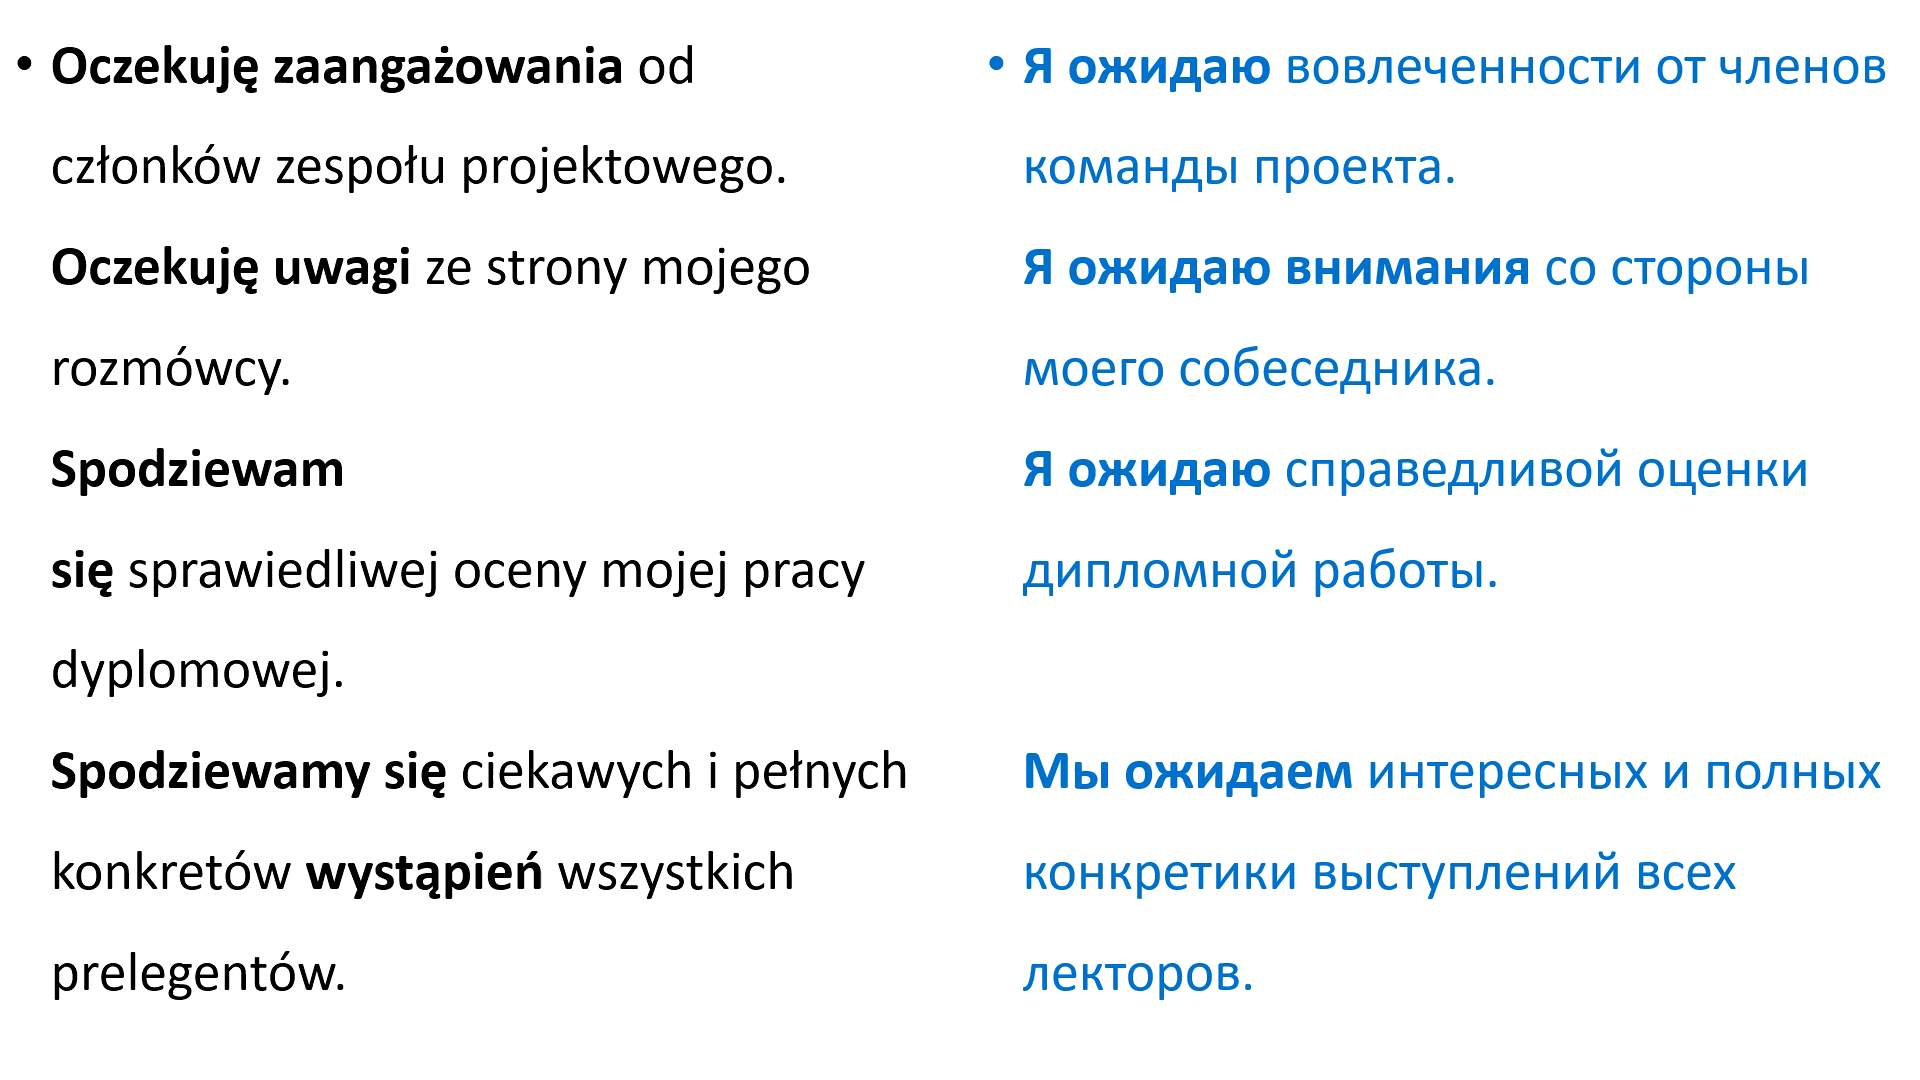 • Oczekuję zaangażowania od
członków zespołu projektowego.
Oczekuję uwagi ze strony mojego
rozmówcy.
Spodziewam
się sprawiedliwej oceny mojej pracy
dyplomowej.
Spodziewamy się ciekawych i pełnych
konkretów wystąpień wszystkich
prelegentów.
• Я ожидаю вовлеченности от членов
команды проекта.
Я ожидаю внимания со стороны
моего собеседника.
Я ожидаю справедливой оценки
дипломной работы.
Мы ожидаем интересных и полных
конкретики выступлений всех
лекторов.